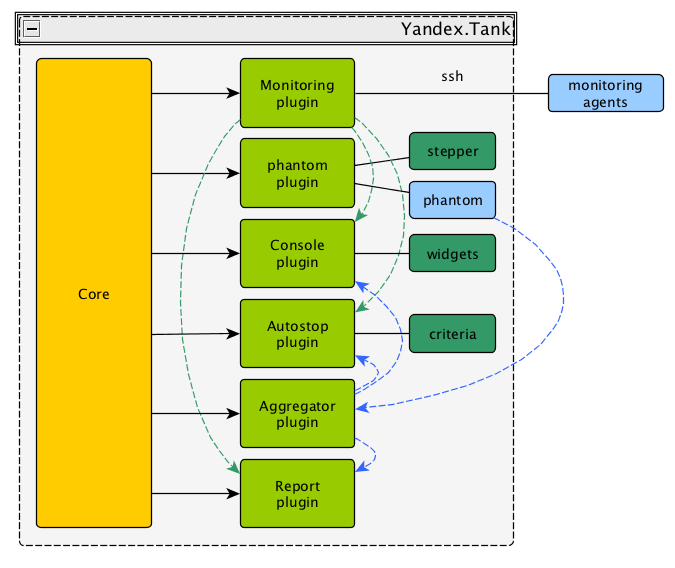 Yandex.Tank
Core
Monitoring
plugin
ssh
monitoring
agents
phantom
plugin
stepper
phantom
Console
plugin
widgets
Autostop
plugin
criteria
Aggregator
plugin
Report
plugin